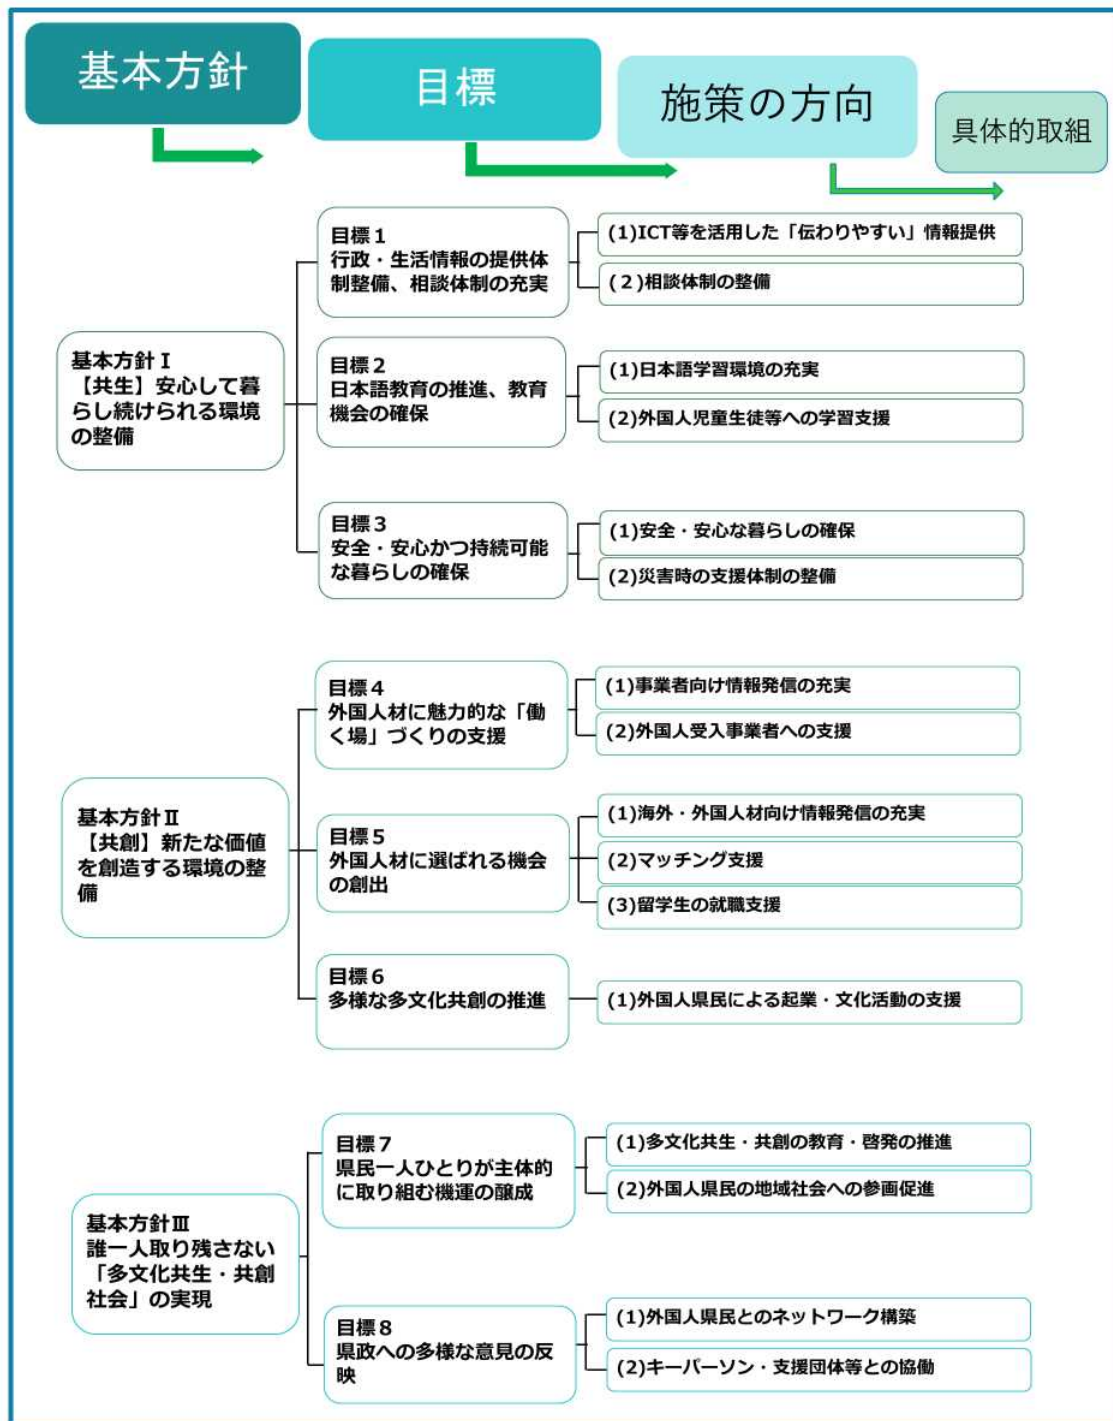 基本方針
目標
施策の方向
具体的取組
基本方針Ⅰ
【共生】安心して暮
らし続けられる環境
の整備
目標１
行政・生活情報の提供体
制整備、相談体制の充実
(1)ICT等を活用した「伝わりやすい」情報提供
(２)相談体制の整備
目標２
日本語教育の推進、教育
機会の確保
(1)日本語学習環境の充実
(2)外国人児童生徒等への学習支援
目標３
安全・安心かつ持続可能
な暮らしの確保
(1)安全・安心な暮らしの確保
(2)災害時の支援体制の整備
基本方針Ⅱ
【共創】新たな価値
を創造する環境の整
備
目標４
外国人材に魅力的な「働
く場」づくりの支援
(1)事業者向け情報発信の充実
(2)外国人受入事業者への支援
目標５
外国人材に選ばれる機会
の創出
(1)海外・外国人材向け情報発信の充実
(2)マッチング支援
(3)留学生の就職支援
目標６
多様な多文化共創の推進
(1)外国人県民による起業・文化活動の支援
基本方針Ⅲ
誰一人取り残さない
「多文化共生・共創
社会」の実現
目標７
県民一人ひとりが主体的
に取り組む機運の醸成
(1)多文化共生・共創の教育・啓発の推進
(2)外国人県民の地域社会への参画促進
目標８
県政への多様な意見の反
映
(1)外国人県民とのネットワーク構築
(2)キーパーソン・支援団体等との協働